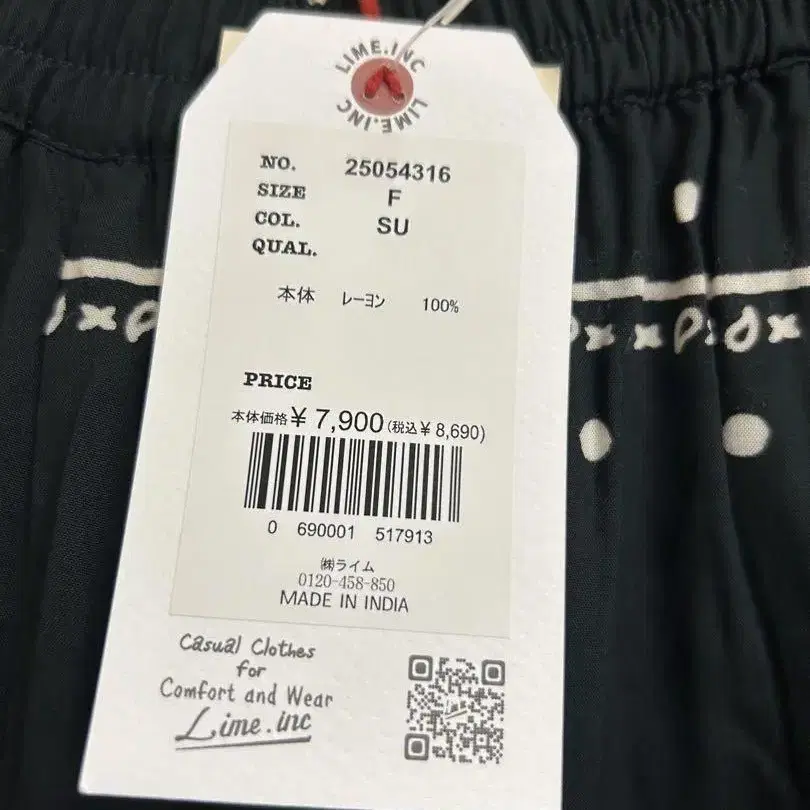 LIME.INC
LIME.INC
NO. 25054316
SIZE F
COL. SU
QUAL.
本体 レーヨン 100%
PRICE
本体価格¥7,900(税込¥8,690)
0 690001 517913
㈱ライム
0120-458-850
MADE IN INDIA
Casual Clothes
for
Comfort and Wear
Lime.inc